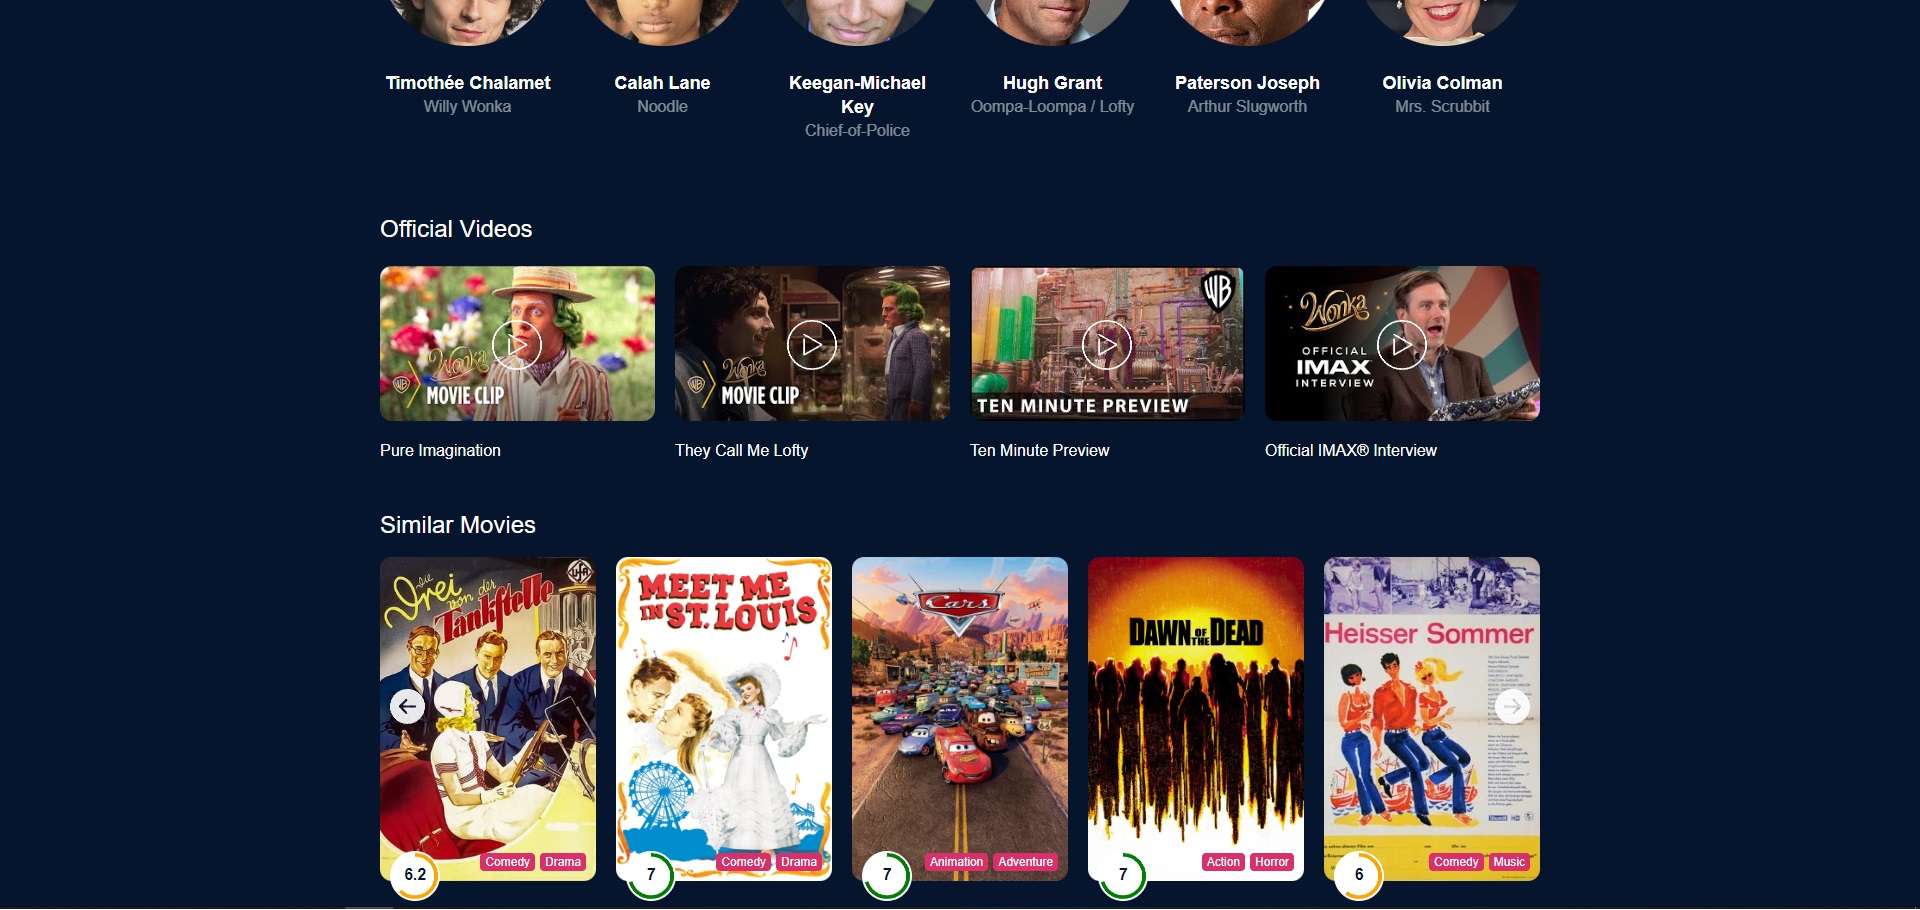 Timothée Chalamet
Willy Wonka
Calah Lane
Noodle
Keegan-Michael
Key
Chief-of-Police
Hugh Grant
Oompa-Loompa / Lofty
Paterson Joseph
Arthur Slugworth
Olivia Colman
Mrs. Scrubbit
Official Videos
Wonka
WB
MOVIE CLIP
Wonka
WB
MOVIE CLIP
WB
TEN MINUTE PREVIEW
Wonka
OFFICIAL
IMAX
INTERVIEW
Pure Imagination
They Call Me Lofty
Ten Minute Preview
Official IMAX® Interview
Similar Movies
Die
Drei
von der
Tankstelle
Ufa
6.2
Comedy
Drama
MEET ME
IN ST. LOUIS
7
Comedy
Drama
Cars
7
Animation
Adventure
DAWN OF THE DEAD
7
Action
Horror
Heisser Sommer
6
Comedy
Music